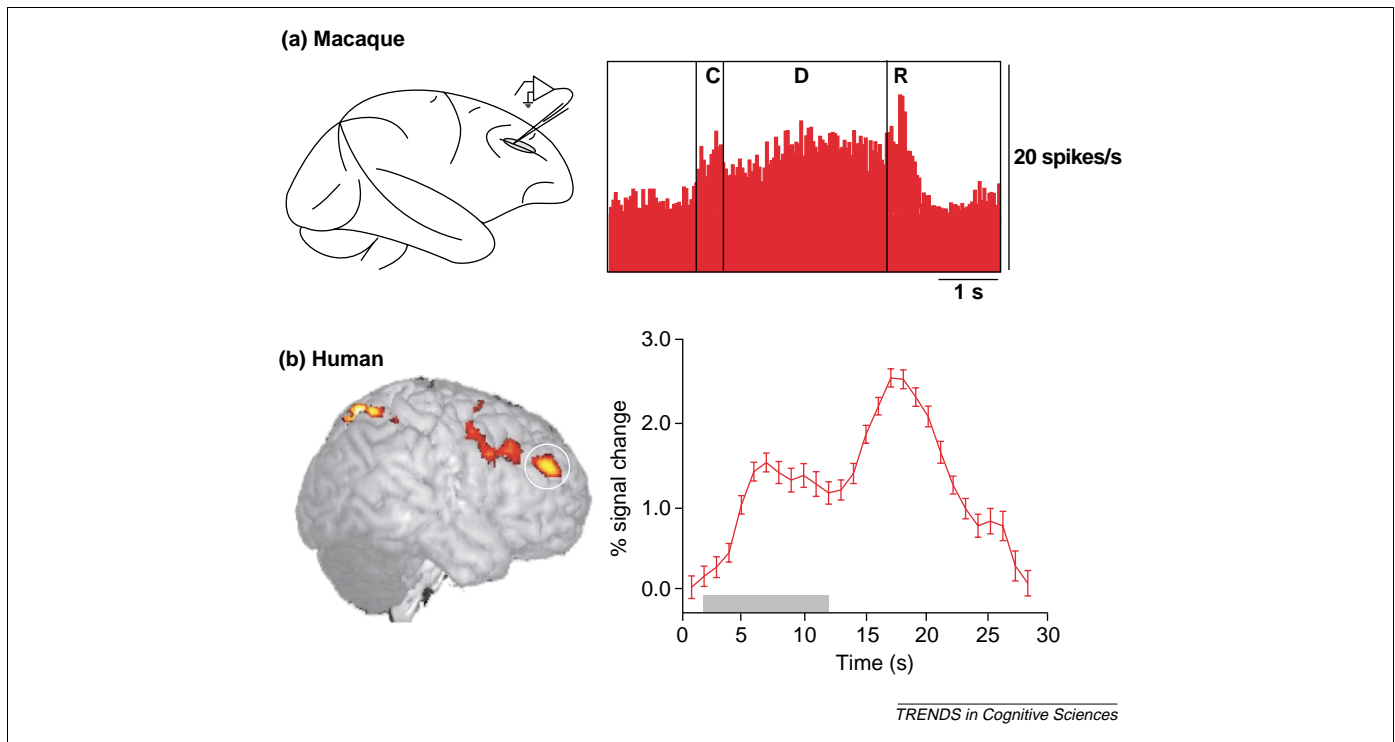 (a) Macaque
C D R
20 spikes/s
1 s
(b) Human
3.0
2.0
1.0
0.0
% signal change
0 5 10 15 20 25 30
Time (s)
TRENDS in Cognitive Sciences